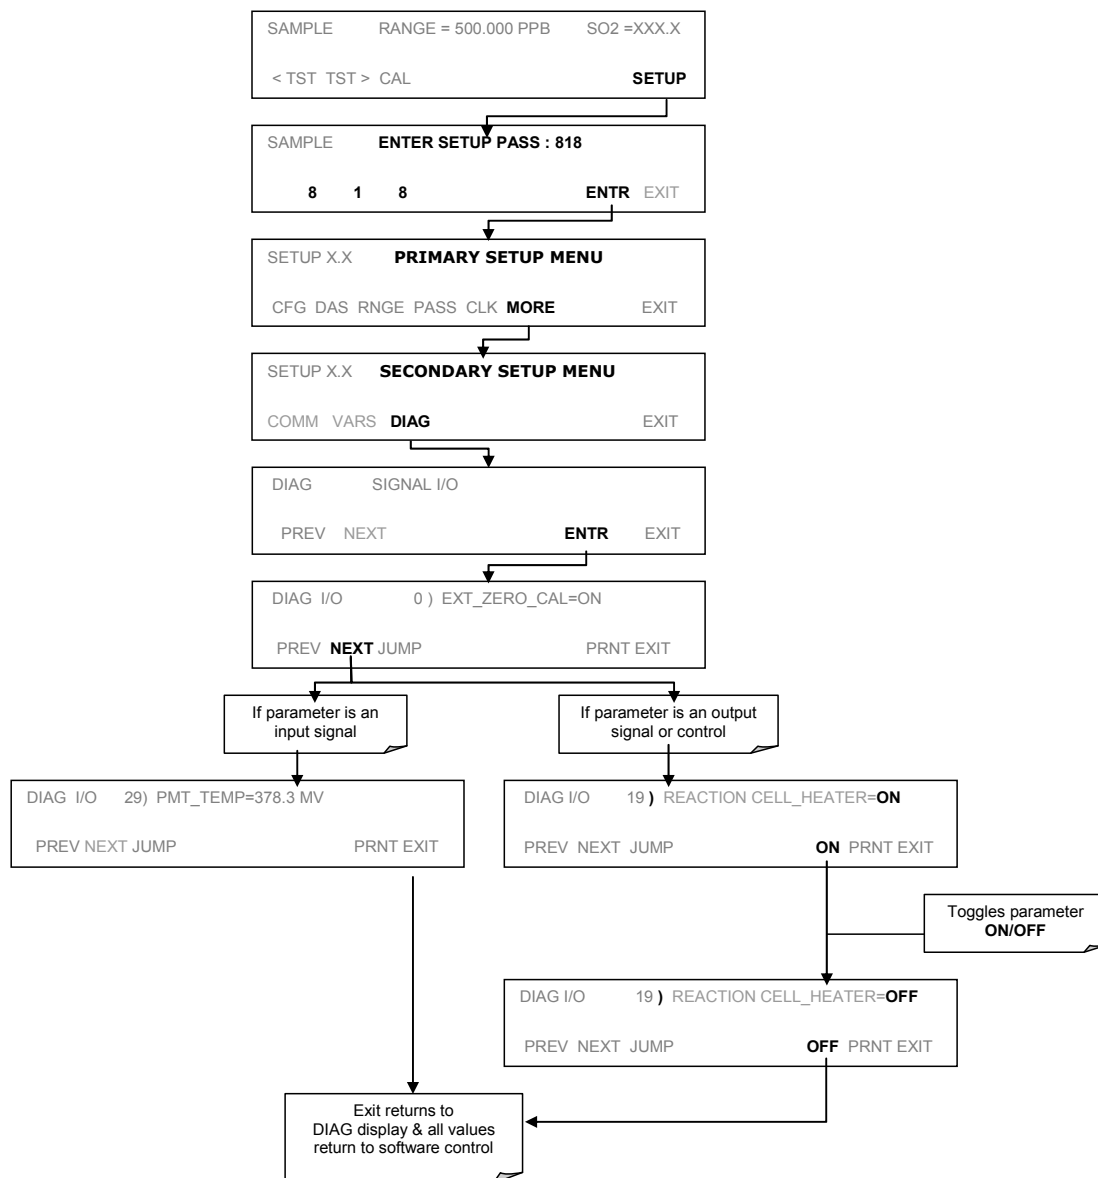 SAMPLE RANGE = 500.000 PPB SO2 =XXX.X
< TST TST > CAL SETUP
SAMPLE ENTER SETUP PASS : 818
8 1 8 ENTR EXIT
SETUP X.X PRIMARY SETUP MENU
CFG DAS RNGE PASS CLK MORE EXIT
SETUP X.X SECONDARY SETUP MENU
COMM VARS DIAG EXIT
DIAG SIGNAL I/O
PREV NEXT ENTR EXIT
DIAG I/O 0 ) EXT_ZERO_CAL=ON
PREV NEXT JUMP PRNT EXIT
If parameter is an
input signal
If parameter is an output
signal or control
DIAG I/O 29) PMT_TEMP=378.3 MV
PREV NEXT JUMP PRNT EXIT
DIAG I/O 19 ) REACTION CELL_HEATER=ON
PREV NEXT JUMP ON PRNT EXIT
Toggles parameter
ON/OFF
DIAG I/O 19 ) REACTION CELL_HEATER=OFF
PREV NEXT JUMP OFF PRNT EXIT
Exit returns to
DIAG display & all values
return to software control